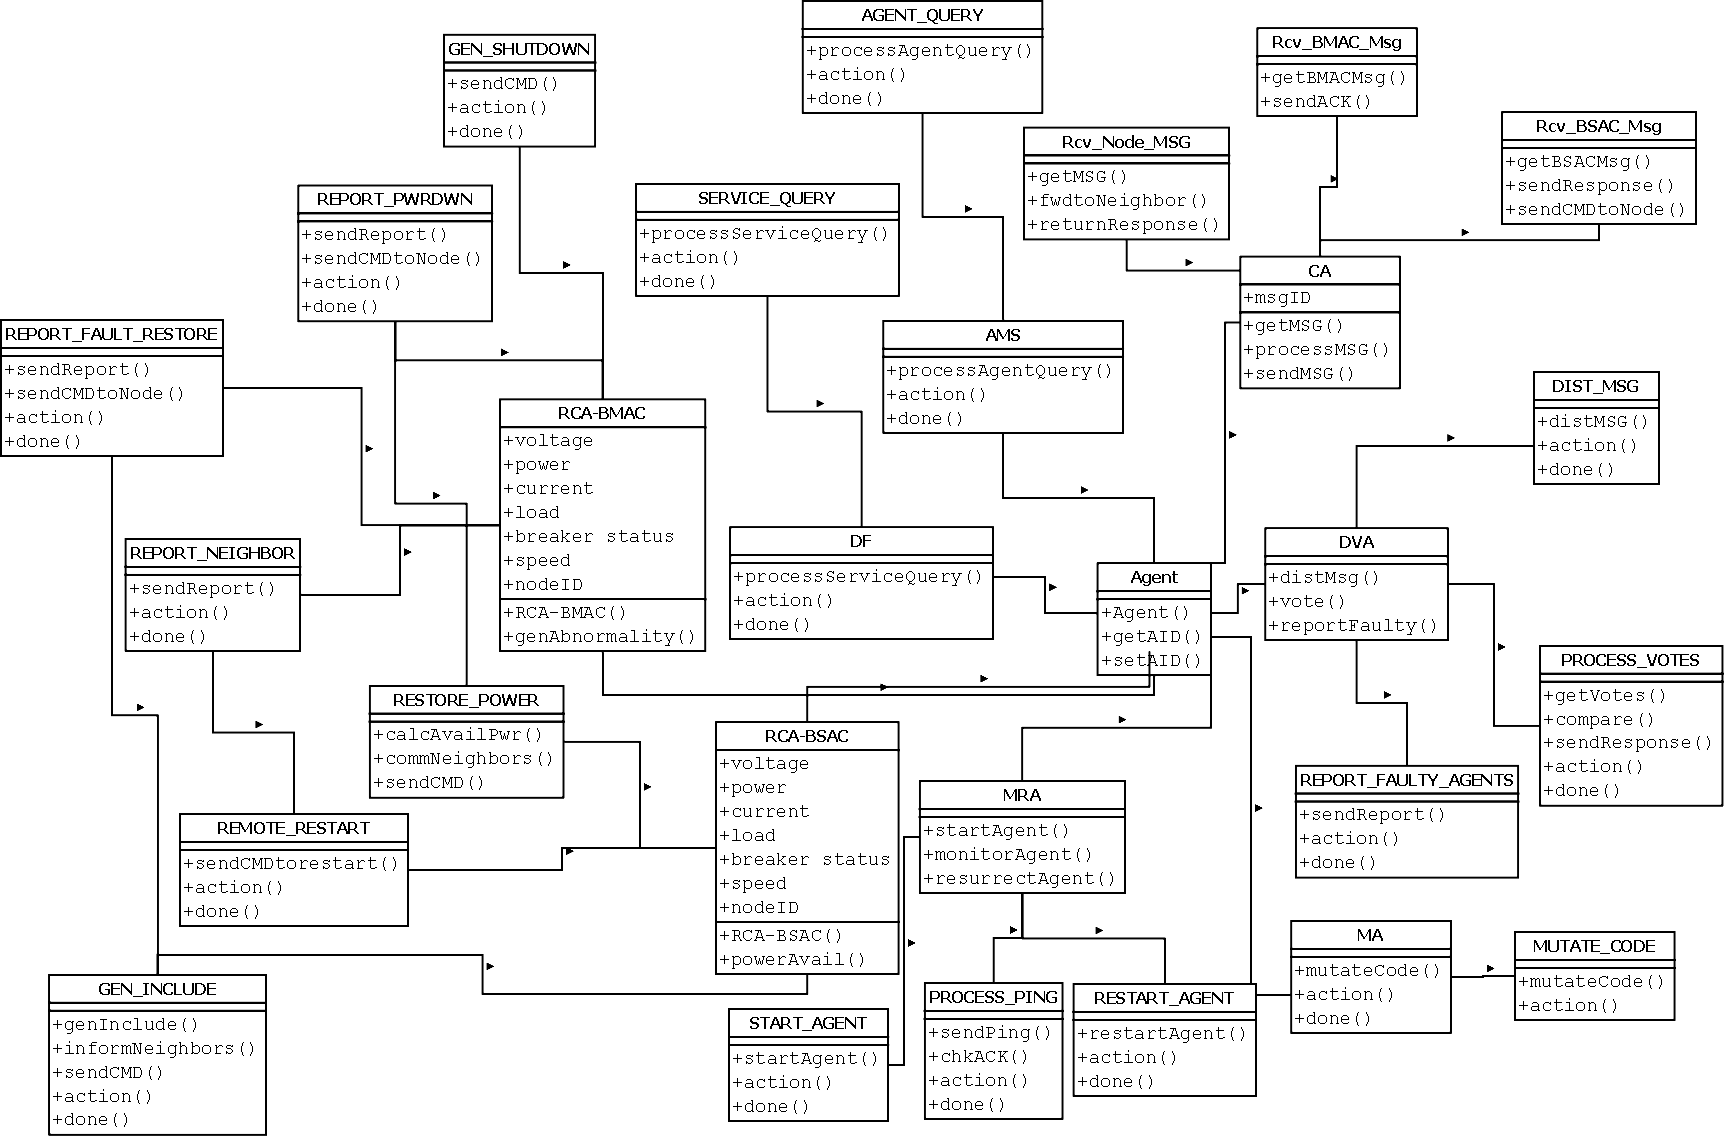 AGENT_QUERY
+processAgentQuery()
+action()
+done()
GEN_SHUTDOWN
+sendCMD()
+action()
+done()
Rcv_BMAC_Msg
+getBMACMsg()
+sendACK()
Rcv_BSAC_Msg
+getBSACMsg()
+sendResponse()
+sendCMDtoNode()
Rcv_Node_MSG
+getMSG()
+fwdtoNeighbor()
+returnResponse()
REPORT_PWRDWN
+sendReport()
+sendCMDtoNode()
+action()
+done()
SERVICE_QUERY
+processServiceQuery()
+action()
+done()
CA
+msgID
+getMSG()
+processMSG()
+sendMSG()
REPORT_FAULT_RESTORE
+sendReport()
+sendCMDtoNode()
+action()
+done()
AMS
+processAgentQuery()
+action()
+done()
DIST_MSG
+distMSG()
+action()
+done()
RCA-BMAC
+voltage
+power
+current
+load
+breaker status
+speed
+nodeID
+RCA-BMAC()
+genAbnormality()
REPORT_NEIGHBOR
+sendReport()
+action()
+done()
DF
+processServiceQuery()
+action()
+done()
Agent
+Agent()
+getAID()
+setAID()
DVA
+distMsg()
+vote()
+reportFaulty()
PROCESS_VOTES
+getVotes()
+compare()
+sendResponse()
+action()
+done()
RESTORE_POWER
+calcAvailPwr()
+commNeighbors()
+sendCMD()
RCA-BSAC
+voltage
+power
+current
+load
+breaker status
+speed
+nodeID
+RCA-BSAC()
+powerAvail()
MRA
+startAgent()
+monitorAgent()
+resurrectAgent()
REPORT_FAULTY_AGENTS
+sendReport()
+action()
+done()
REMOTE_RESTART
+sendCMDtorestart()
+action()
+done()
MA
+mutateCode()
+action()
+done()
MUTATE_CODE
+mutateCode()
+action()
GEN_INCLUDE
+genInclude()
+informNeighbors()
+sendCMD()
+action()
+done()
START_AGENT
+startAgent()
+action()
+done()
PROCESS_PING
+sendPing()
+chkACK()
+action()
+done()
RESTART_AGENT
+restartAgent()
+action()
+done()